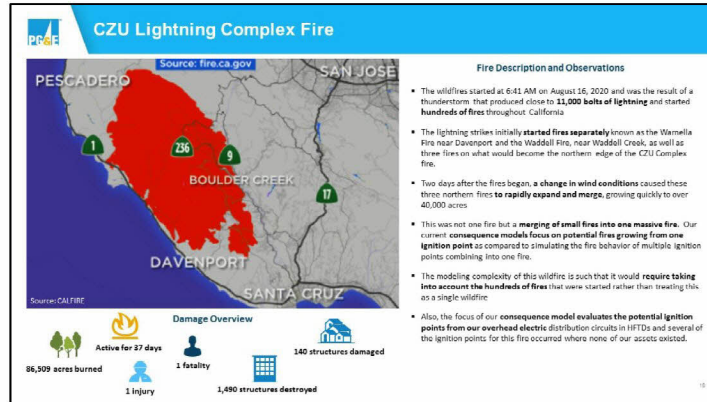 PG&E
CZU Lightning Complex Fire
Source: fire.ca.gov
PESCADERO
SAN JOSE
1
236
9
BOULDER CREEK
17
DAVENPORT
SANTA CRUZ
Source: CALFIRE
Damage Overview
Active for 37 days
86,509 acres burned
1 injury
1 fatality
1,490 structures destroyed
140 structures damaged
Fire Description and Observations
▪ The wildfires started at 6:41 AM on August 16, 2020 and was the result of a
thunderstorm that produced close to 11,000 bolts of lightning and started
hundreds of fires throughout California
▪ The lightning strikes initially started fires separately known as the Warnella
Fire near Davenport and the Waddell Fire, near Waddell Creek, as well as
three fires on what would become the northern edge of the CZU Complex
fire.
▪ Two days after the fires began, a change in wind conditions caused these
three northern fires to rapidly expand and merge, growing quickly to over
40,000 acres
▪ This was not one fire but a merging of small fires into one massive fire. Our
current consequence models focus on potential fires growing from one
ignition point as compared to simulating the fire behavior of multiple ignition
points combining into one fire.
▪ The modeling complexity of this wildfire is such that it would require taking
into account the hundreds of fires that were started rather than treating this
as a single wildfire
▪ Also, the focus of our consequence model evaluates the potential ignition
points from our overhead electric distribution circuits in HFTDs and several of
the ignition points for this fire occurred where none of our assets existed.